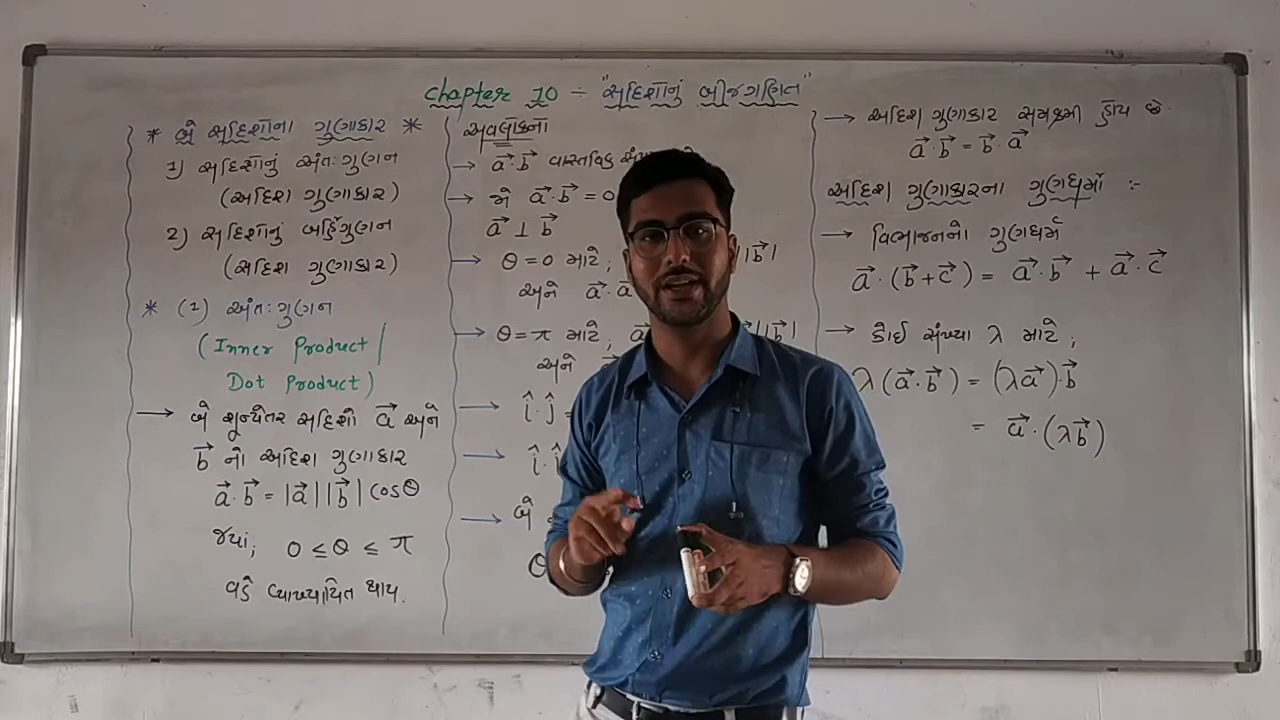 chapter 10 ÷ "સદિશોનું બીજગણિત"
* બે સદિશોના ગુણાકાર *
1) સદિશોનું અંતઃગુણન
(અદિશ ગુણાકાર)
2) સદિશોનું બર્હિગુણન
(સદિશ ગુણાકાર)
* (1) અંતઃગુણન
(Inner Product /
Dot Product)
→ બે શૂન્યેતર સદિશો a⃗ અને
b⃗ નો અદિશ ગુણાકાર
a⃗·b⃗ = |a⃗||b⃗| cosθ
જ્યાં; 0 ≤ θ ≤ π
વડે વ્યાખ્યાયિત થાય.
અવલોકનો
→ a⃗·b⃗ વાસ્તવિક
→ જો a⃗·b⃗ = 0
a⃗ ⊥ b⃗
→ θ = 0 માટે; |b⃗|
અને a⃗·a⃗
→ θ = π માટે; |b⃗|
અને
→ î·ĵ =
→ î·
→ બે
θ
→ અદિશ ગુણાકાર સમક્રમી હોય છે.
a⃗·b⃗ = b⃗·a⃗
અદિશ ગુણાકારના ગુણધર્મો :-
→ વિભાજનનો ગુણધર્મ
a⃗·(b⃗+c⃗) = a⃗·b⃗ + a⃗·c⃗
→ કોઈ સંખ્યા λ માટે;
λ(a⃗·b⃗) = (λa⃗)·b⃗
= a⃗·(λb⃗)